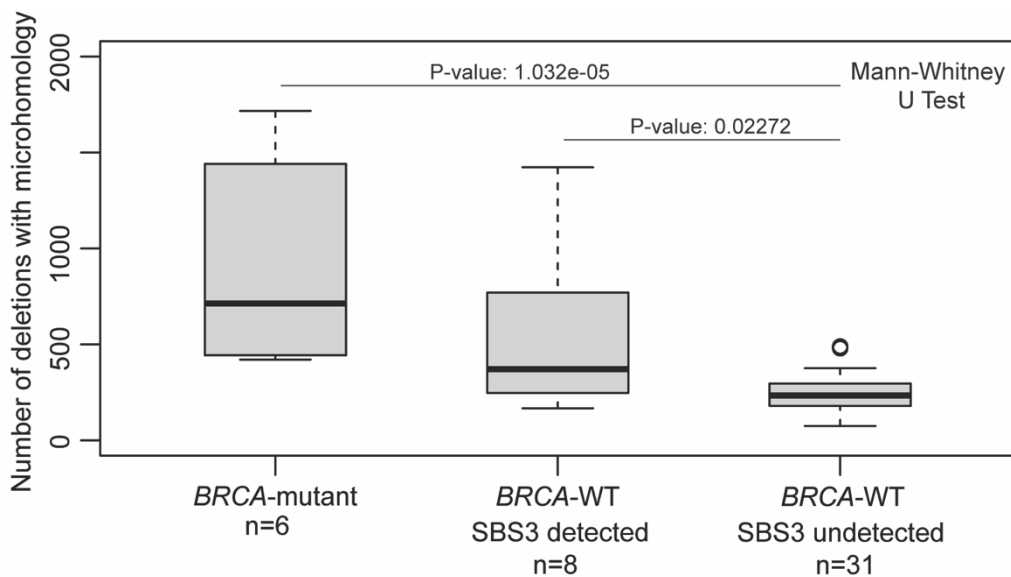 Number of deletions with microhomology
2000
1000
500
0
P-value: 1.032e-05
P-value: 0.02272
Mann-Whitney
U Test
BRCA-mutant
n=6
BRCA-WT
SBS3 detected
n=8
BRCA-WT
SBS3 undetected
n=31